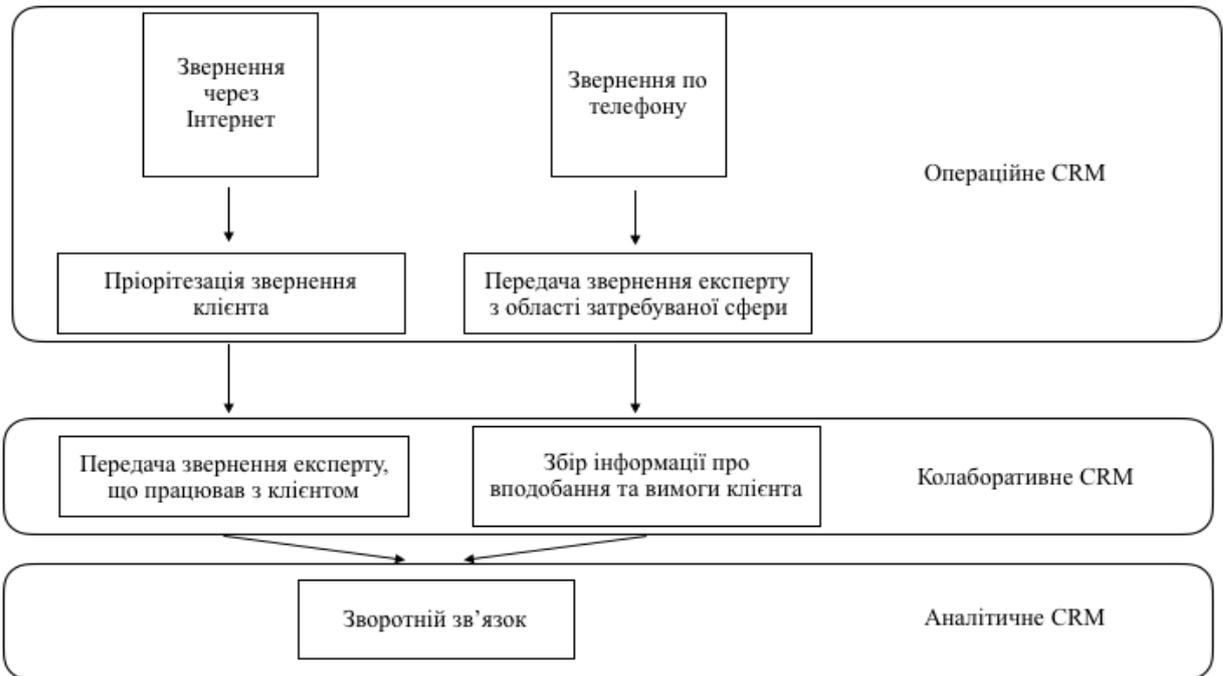 Звернення
через
Інтернет
Звернення по
телефону
Операційне CRM
Пріорітезація звернення
клієнта
Передача звернення експерту
з області затребуваної сфери
Передача звернення експерту,
що працював з клієнтом
Збір інформації про
вподобання та вимоги клієнта
Колаборативне CRM
Зворотній зв’язок
Аналітичне CRM